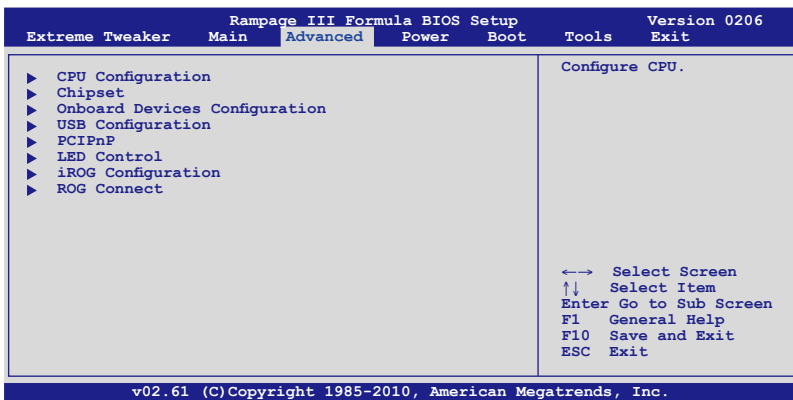 Rampage III Formula BIOS Setup Version 0206
Extreme Tweaker Main Advanced Power Boot Tools Exit
CPU Configuration
Chipset
Onboard Devices Configuration
USB Configuration
PCIPnP
LED Control
iROG Configuration
ROG Connect
Configure CPU.
←→ Select Screen
↑↓ Select Item
Enter Go to Sub Screen
F1 General Help
F10 Save and Exit
ESC Exit
v02.61 (C)Copyright 1985-2010, American Megatrends, Inc.